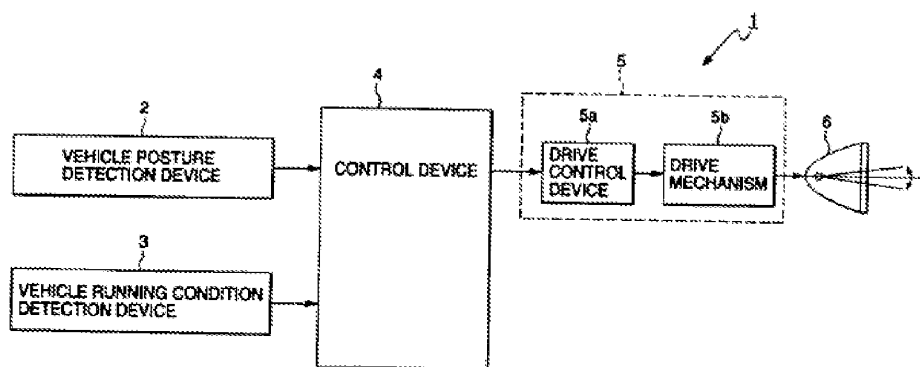 1
5
4
2
5a
5b
6
VEHICLE POSTURE
DETECTION DEVICE
CONTROL DEVICE
DRIVE
CONTROL
DEVICE
DRIVE
MECHANISM
3
VEHICLE RUNNING CONDITION
DETECTION DEVICE